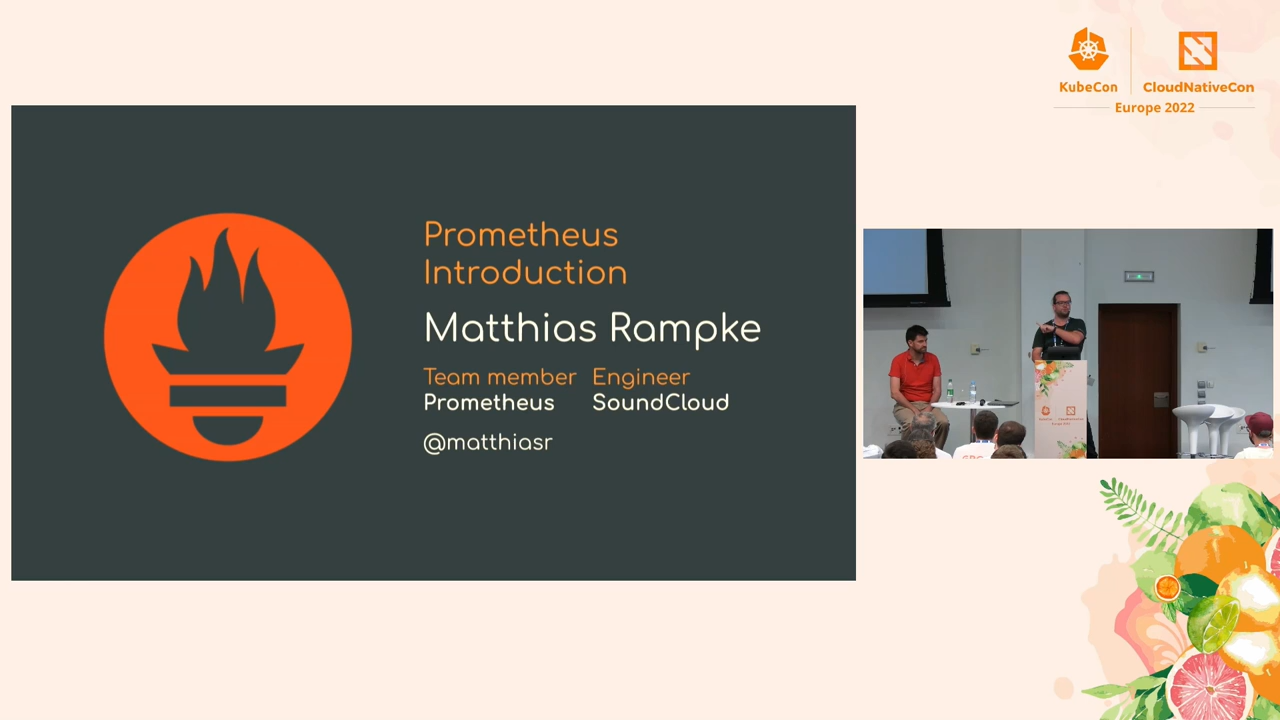 KubeCon
CloudNativeCon
Europe 2022
Prometheus
Introduction
Matthias Rampke
Team member Engineer
Prometheus SoundCloud
@matthiasr